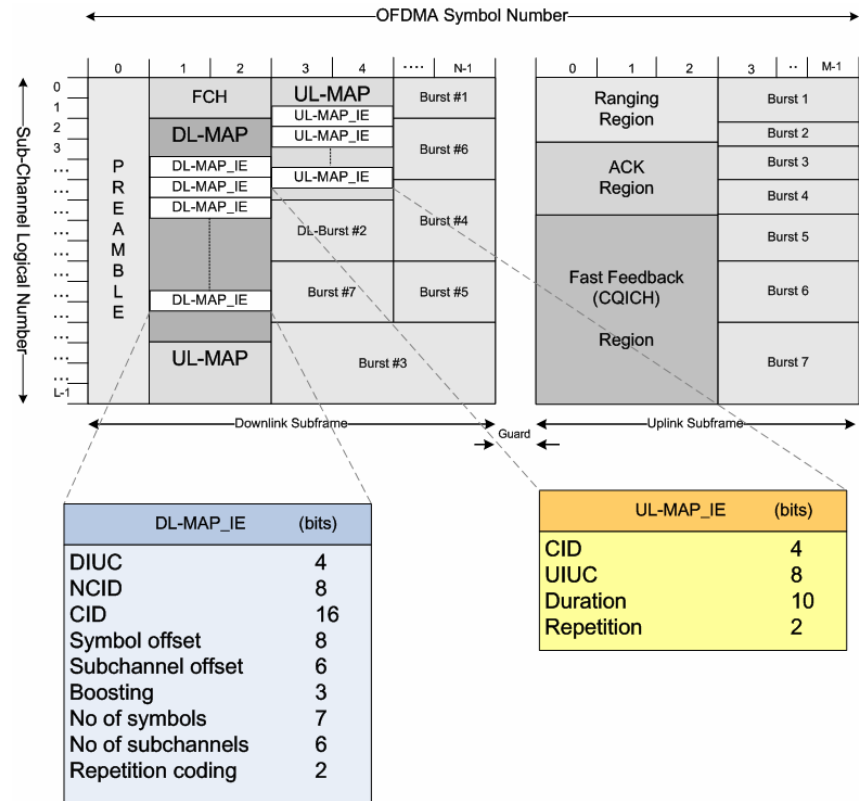 OFDMA Symbol Number
0 1 2 3 4 ···· N-1
0 1 2 3 ·· M-1
Sub-Channel Logical Number
0
1
2
3
...
...
...
...
...
...
...
...
...
...
...
L-1
PREAMBLE
FCH
DL-MAP
DL-MAP_IE
DL-MAP_IE
DL-MAP_IE
DL-MAP_IE
UL-MAP
UL-MAP
UL-MAP_IE
UL-MAP_IE
UL-MAP_IE
DL-Burst #2
Burst #7
Burst #3
Burst #1
Burst #6
Burst #4
Burst #5
Ranging
Region
ACK
Region
Fast Feedback
(CQICH)
Region
Burst 1
Burst 2
Burst 3
Burst 4
Burst 5
Burst 6
Burst 7
Downlink Subframe
Guard
Uplink Subframe
DL-MAP_IE (bits)
DIUC 4
NCID 8
CID 16
Symbol offset 8
Subchannel offset 6
Boosting 3
No of symbols 7
No of subchannels 6
Repetition coding 2
UL-MAP_IE (bits)
CID 4
UIUC 8
Duration 10
Repetition 2